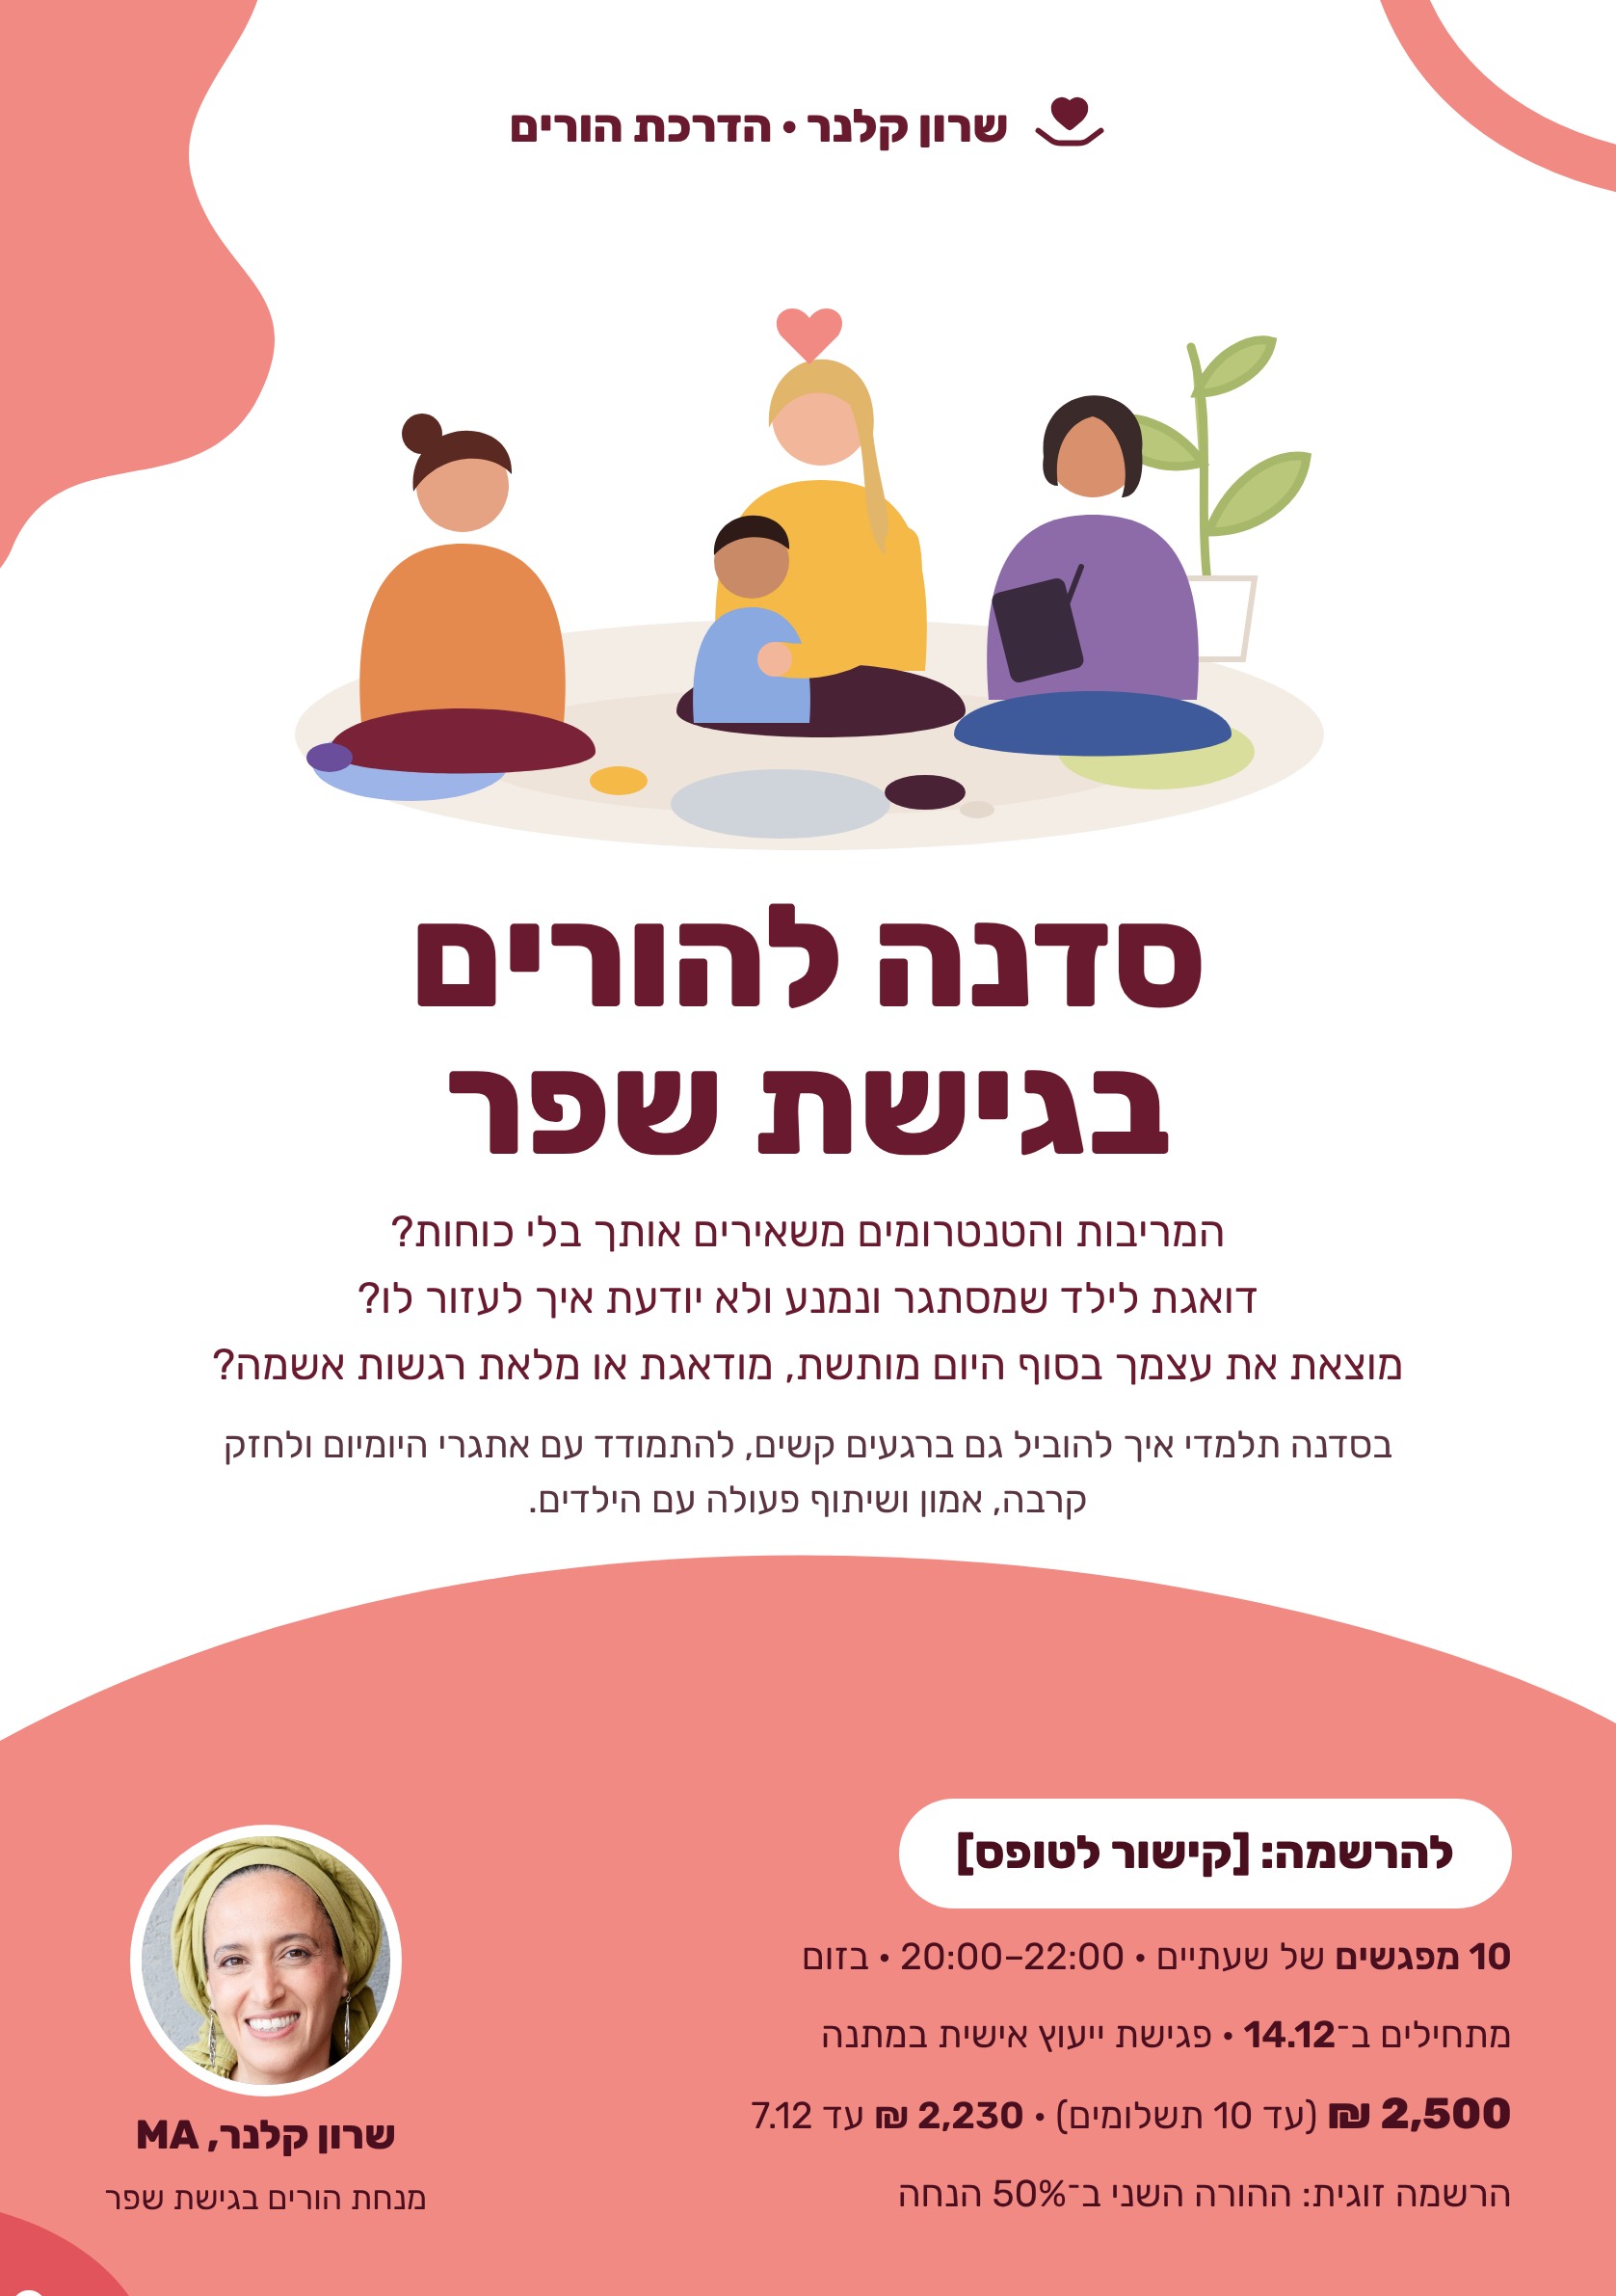 שרון קלנר • הדרכת הורים
סדנה להורים
בגישת שפר
המריבות והטנטרומים משאירים אותך בלי כוחות?
דואגת לילד שמסתגר ונמנע ולא יודעת איך לעזור לו?
מוצאת את עצמך בסוף היום מותשת, מודאגת או מלאת רגשות אשמה?
בסדנה תלמדי איך להוביל גם ברגעים קשים, להתמודד עם אתגרי היומיום ולחזק
קרבה, אמון ושיתוף פעולה עם הילדים.
להרשמה: [קישור לטופס]
10 מפגשים של שעתיים • 20:00–22:00 • בזום
מתחילים ב־14.12 • פגישת ייעוץ אישית במתנה
2,500 ₪ (עד 10 תשלומים) • 2,230 ₪ עד 7.12
הרשמה זוגית: ההורה השני ב־50% הנחה
שרון קלנר, MA
מנחת הורים בגישת שפר